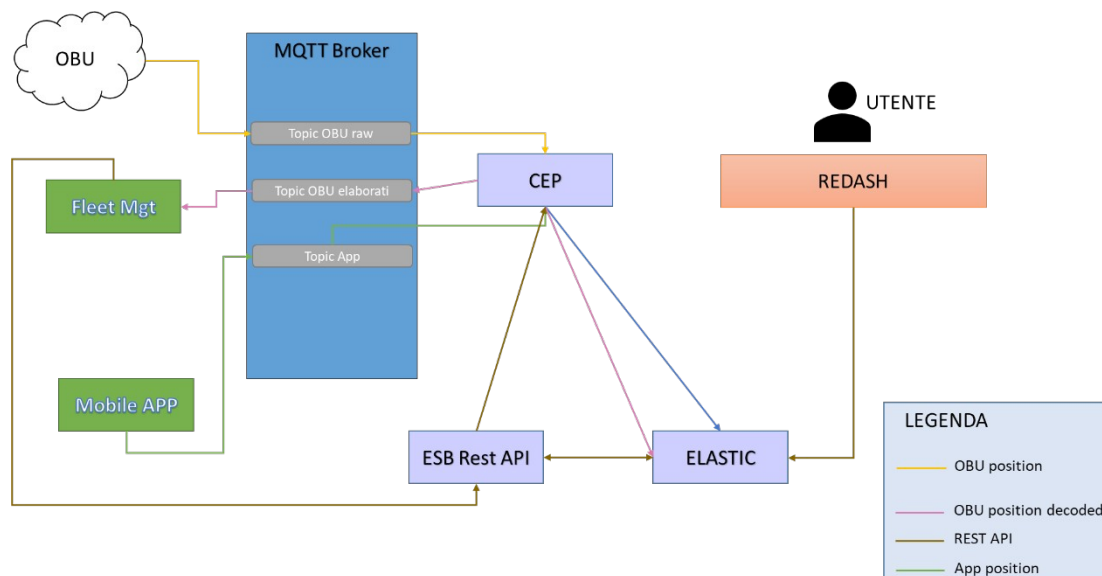 OBU
MQTT Broker
UTENTE
Topic OBU raw
CEP
REDASH
Topic OBU elaborati
Fleet Mgt
Topic App
Mobile APP
ESB Rest API
ELASTIC
LEGENDA
OBU position
OBU position decoded
REST API
App position